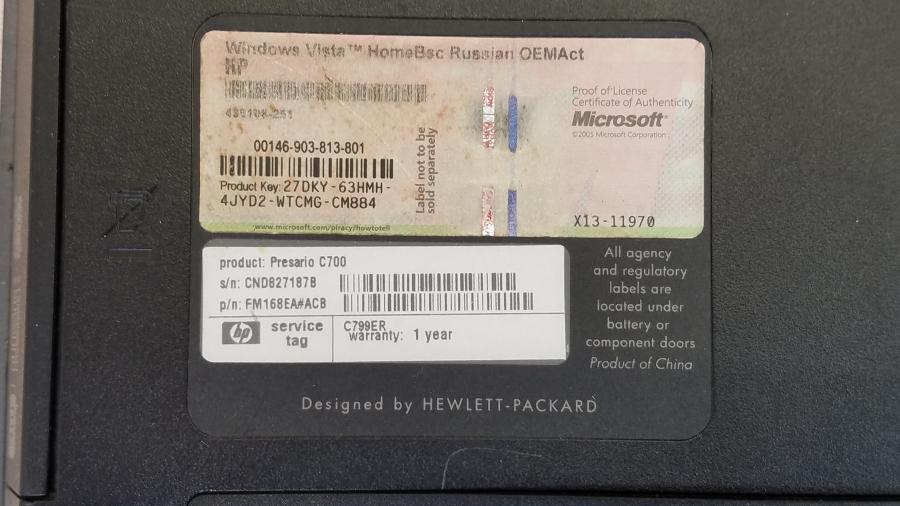 Windows Vista™ HomeBsc Russian OEMAct
HP
Proof of License
Certificate of Authenticity
Microsoft®
©2005 Microsoft Corporation
00146-903-813-801
Label not to be
sold separately
Product Key: 27DKY-63HMH-
4JYD2-WTCMG-CM884
www.microsoft.com/piracy/howtotell
X13-11970
product: Presario C700
s/n: CND827187B
p/n: FM168EA#ACB
hp service
tag
C799ER
warranty: 1 year
All agency
and regulatory
labels are
located under
battery or
component doors
Product of China
Designed by HEWLETT-PACKARD